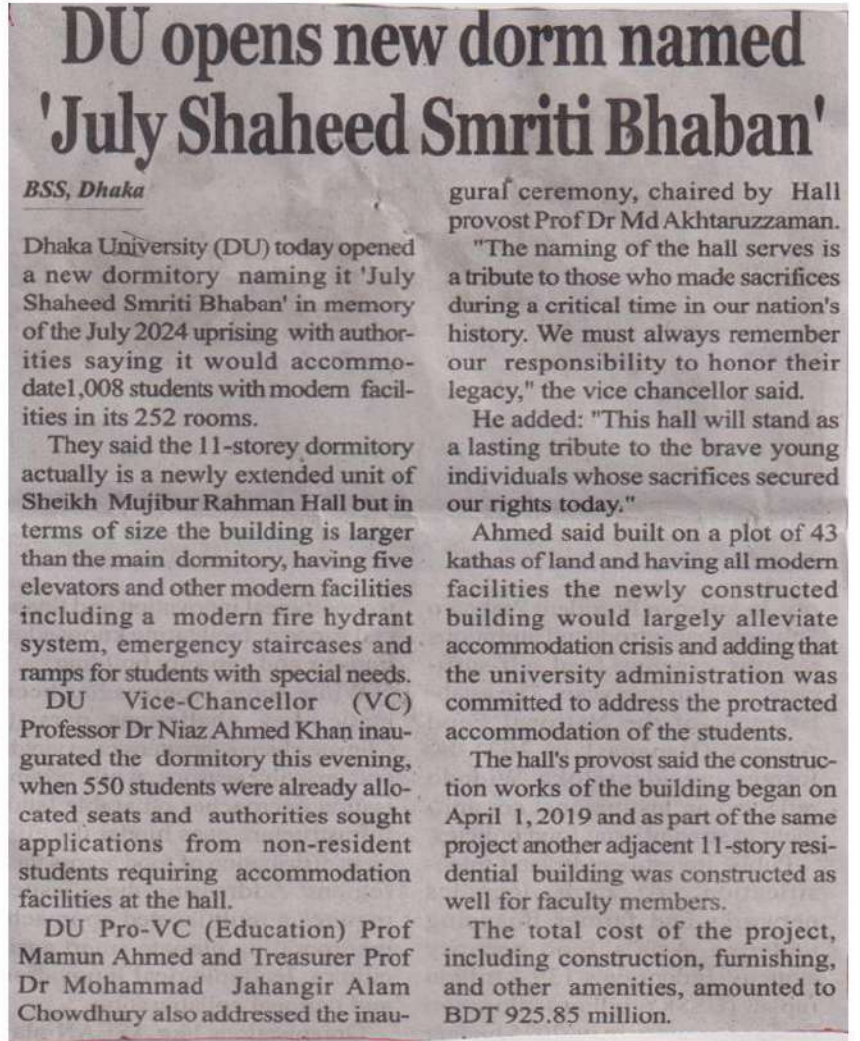 DU opens new dorm named
'July Shaheed Smriti Bhaban'
BSS, Dhaka
Dhaka University (DU) today opened
a new dormitory naming it 'July
Shaheed Smriti Bhaban' in memory
of the July 2024 uprising with author-
ities saying it would accommo-
date1,008 students with modern facil-
ities in its 252 rooms.
They said the 11-storey dormitory
actually is a newly extended unit of
Sheikh Mujibur Rahman Hall but in
terms of size the building is larger
than the main dormitory, having five
elevators and other modern facilities
including a modern fire hydrant
system, emergency staircases and
ramps for students with special needs.
DU Vice-Chancellor (VC)
Professor Dr Niaz Ahmed Khan inau-
gurated the dormitory this evening,
when 550 students were already allo-
cated seats and authorities sought
applications from non-resident
students requiring accommodation
facilities at the hall.
DU Pro-VC (Education) Prof
Mamun Ahmed and Treasurer Prof
Dr Mohammad Jahangir Alam
Chowdhury also addressed the inau-
gural ceremony, chaired by Hall
provost Prof Dr Md Akhtaruzzaman.
"The naming of the hall serves is
a tribute to those who made sacrifices
during a critical time in our nation's
history. We must always remember
our responsibility to honor their
legacy," the vice chancellor said.
He added: "This hall will stand as
a lasting tribute to the brave young
individuals whose sacrifices secured
our rights today."
Ahmed said built on a plot of 43
kathas of land and having all modern
facilities the newly constructed
building would largely alleviate
accommodation crisis and adding that
the university administration was
committed to address the protracted
accommodation of the students.
The hall's provost said the construc-
tion works of the building began on
April 1, 2019 and as part of the same
project another adjacent 11-story resi-
dential building was constructed as
well for faculty members.
The total cost of the project,
including construction, furnishing,
and other amenities, amounted to
BDT 925.85 million.